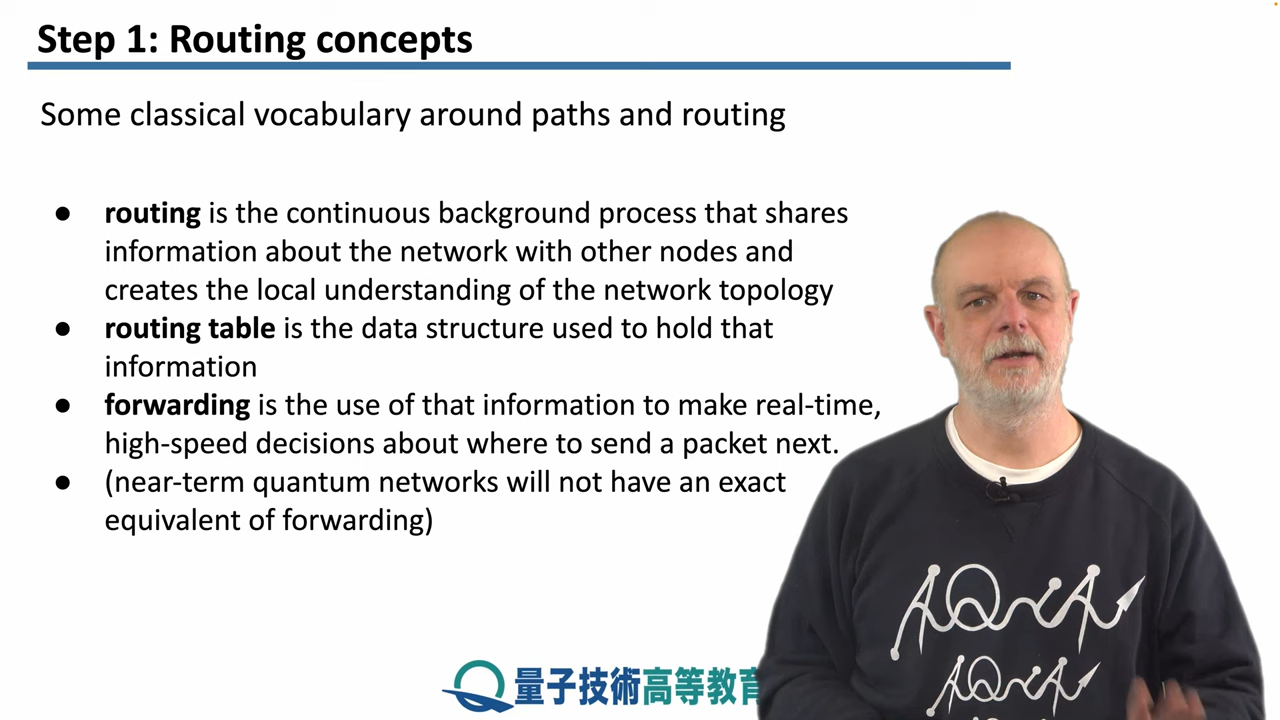 Step 1: Routing concepts
Some classical vocabulary around paths and routing
● routing is the continuous background process that shares
information about the network with other nodes and
creates the local understanding of the network topology
● routing table is the data structure used to hold that
information
● forwarding is the use of that information to make real-time,
high-speed decisions about where to send a packet next.
● (near-term quantum networks will not have an exact
equivalent of forwarding)
AQUA
AQUA
量子技術高等教育